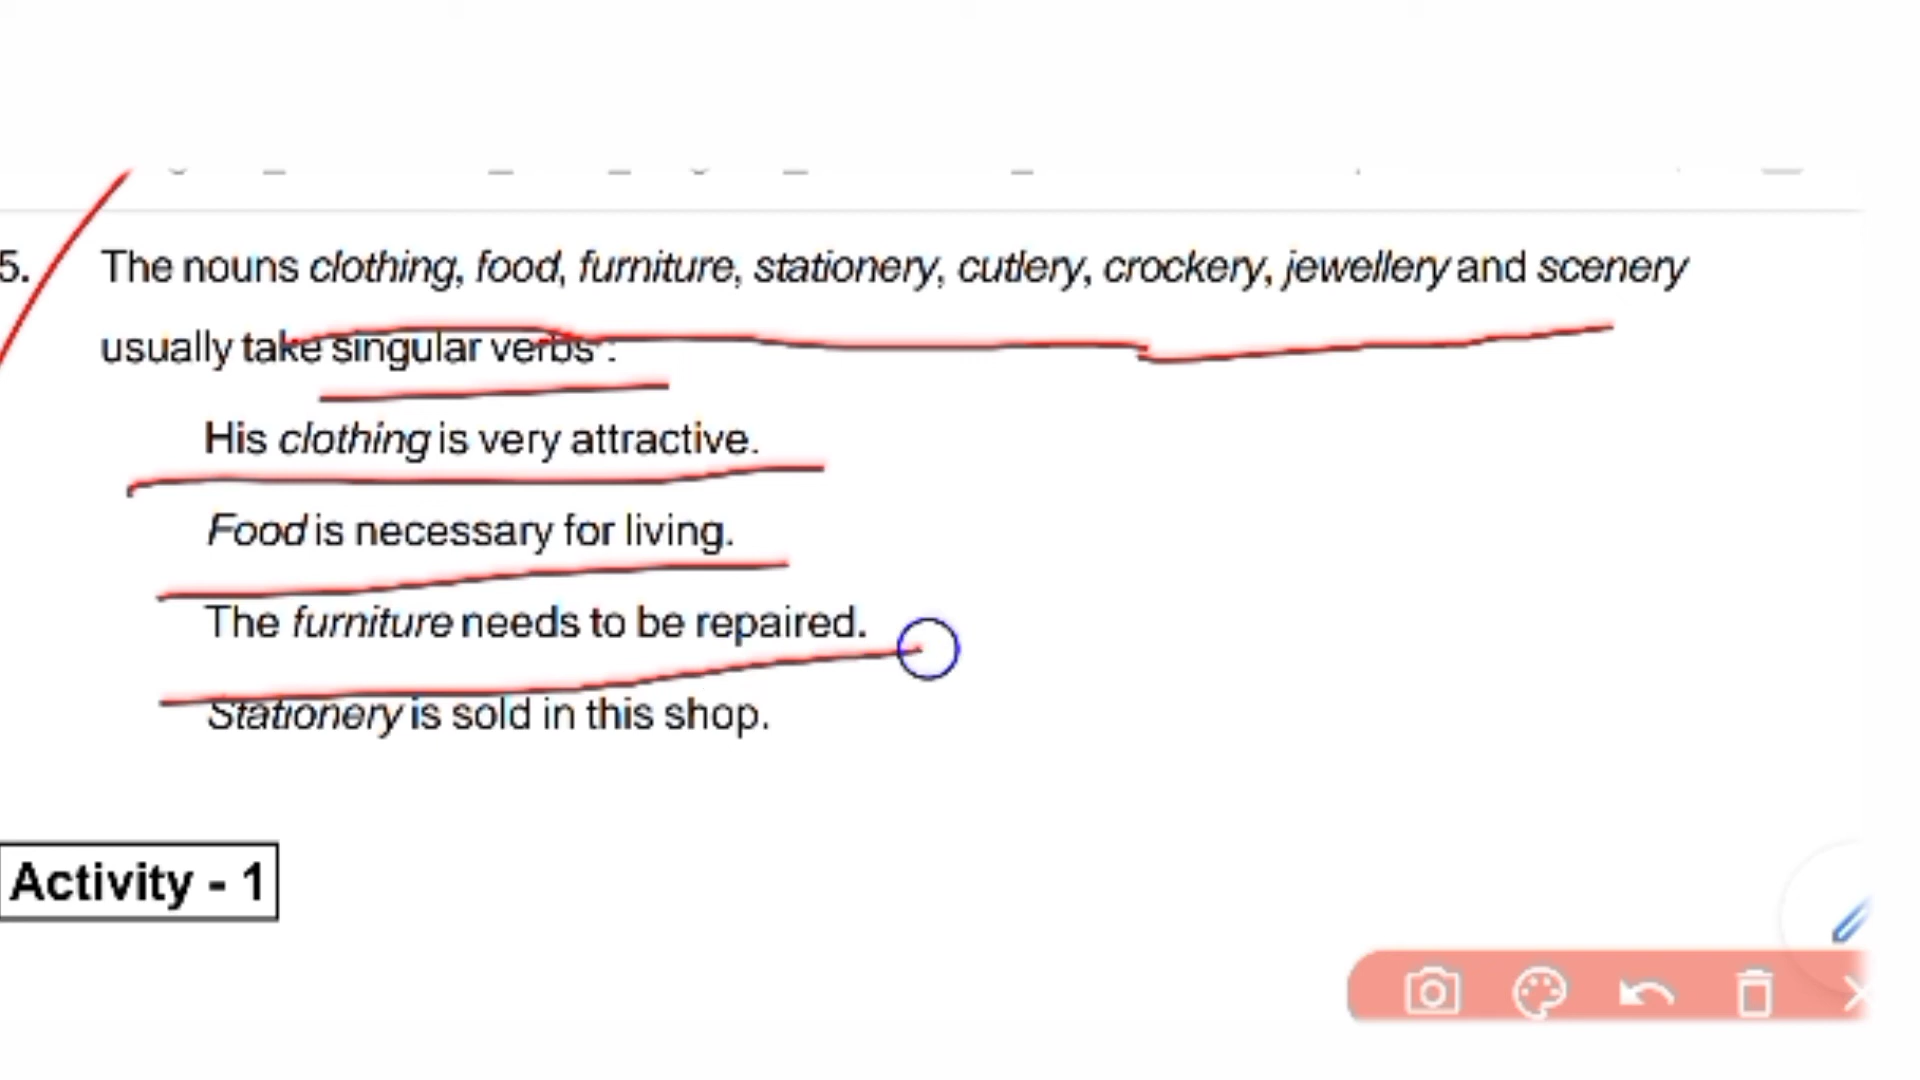 5. The nouns clothing, food, furniture, stationery, cutlery, crockery, jewellery and scenery
usually take singular verbs :
His clothing is very attractive.
Food is necessary for living.
The furniture needs to be repaired.
Stationery is sold in this shop.
Activity - 1